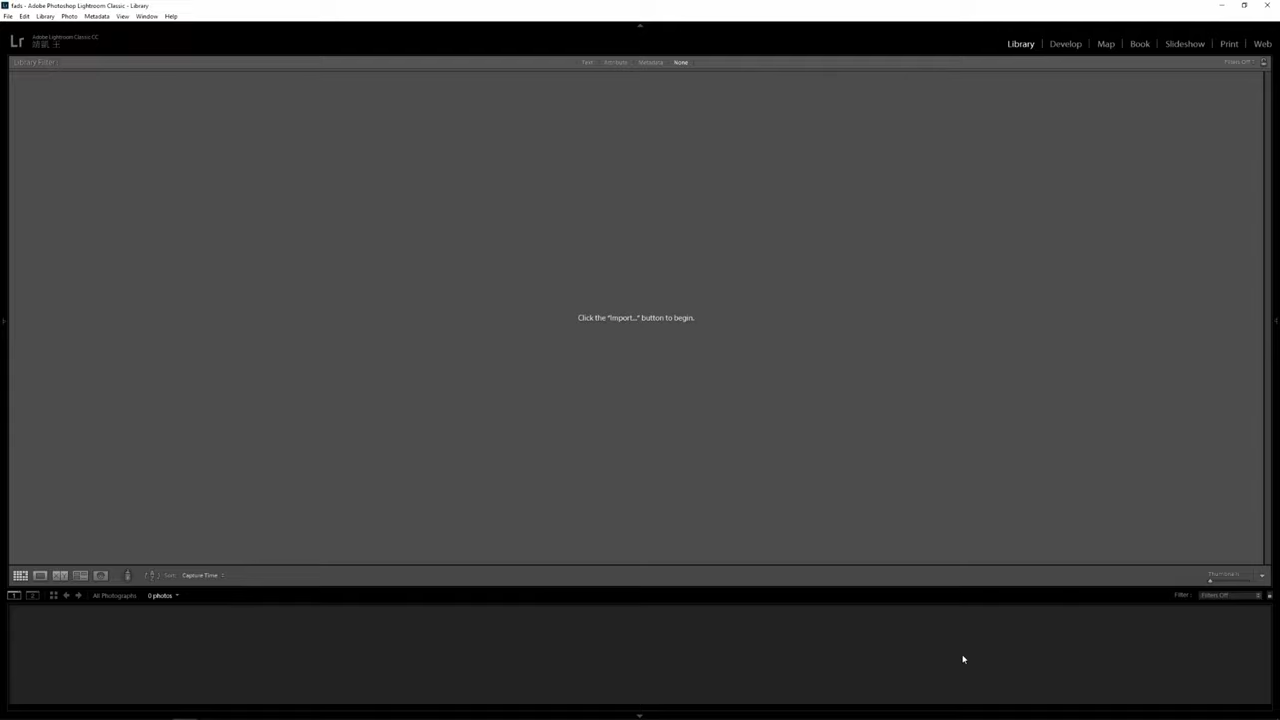 fads - Adobe Photoshop Lightroom Classic - Library
File Edit Library Photo Metadata View Window Help
Lr Adobe Lightroom Classic CC
Library | Develop | Map | Book | Slideshow | Print | Web
Library Filter: Text Attribute Metadata None Filters Off
Click the "Import..." button to begin.
Sort: Capture Time Thumbnails
1 2 All Photographs 0 photos Filter: Filters Off